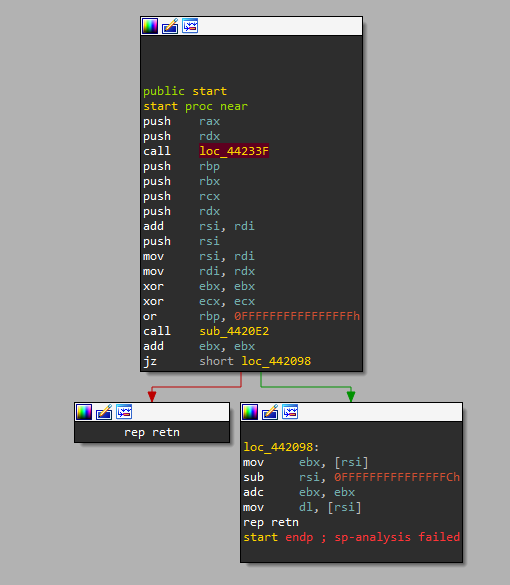 public start
start proc near
push rax
push rdx
call loc_44233F
push rbp
push rbx
push rcx
push rdx
add rsi, rdi
push rsi
mov rsi, rdi
mov rdi, rdx
xor ebx, ebx
xor ecx, ecx
or rbp, 0FFFFFFFFFFFFFFFFh
call sub_4420E2
add ebx, ebx
jz short loc_442098
rep retn
loc_442098:
mov ebx, [rsi]
sub rsi, 0FFFFFFFFFFFFFFFCh
adc ebx, ebx
mov dl, [rsi]
rep retn
start endp ; sp-analysis failed